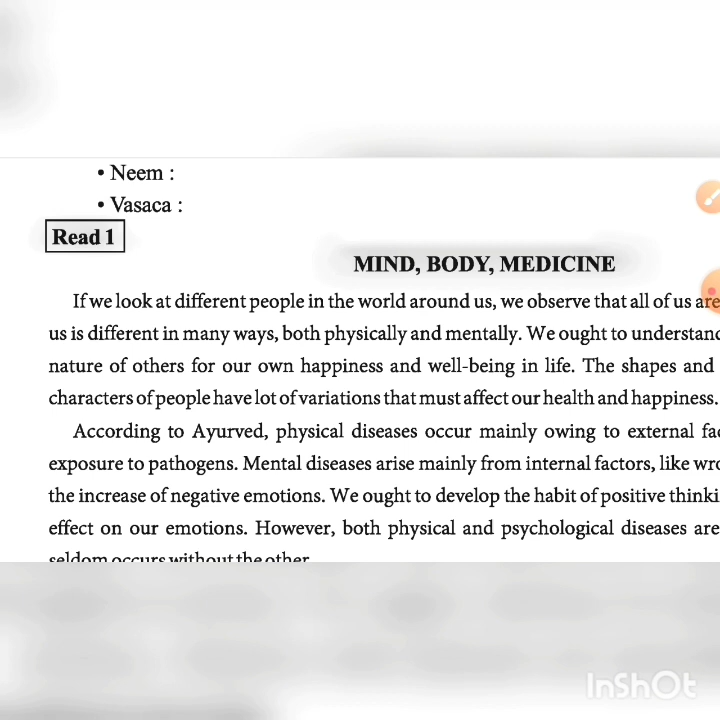 • Neem :
• Vasaca :
Read 1
MIND, BODY, MEDICINE
If we look at different people in the world around us, we observe that all of us are
us is different in many ways, both physically and mentally. We ought to understand
nature of others for our own happiness and well-being in life. The shapes and
characters of people have lot of variations that must affect our health and happiness.
According to Ayurved, physical diseases occur mainly owing to external
exposure to pathogens. Mental diseases arise mainly from internal factors, like
the increase of negative emotions. We ought to develop the habit of positive
effect on our emotions. However, both physical and psychological diseases are
seldom occurs without the other
InShOt